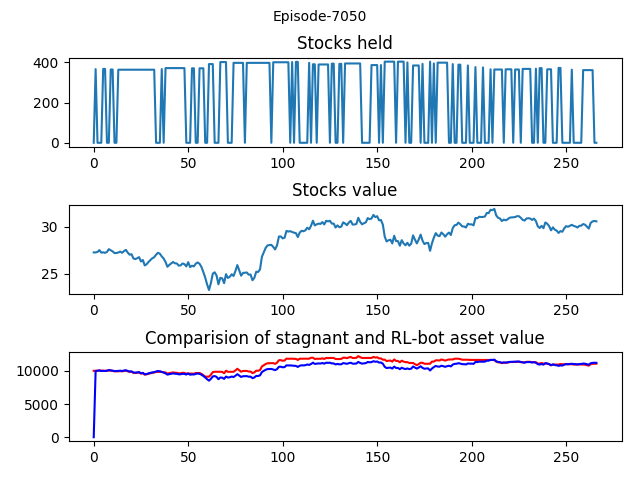 Episode-7050
Stocks held
400
200
0
0 50 100 150 200 250
Stocks value
30
25
0 50 100 150 200 250
Comparision of stagnant and RL-bot asset value
10000
5000
0
0 50 100 150 200 250